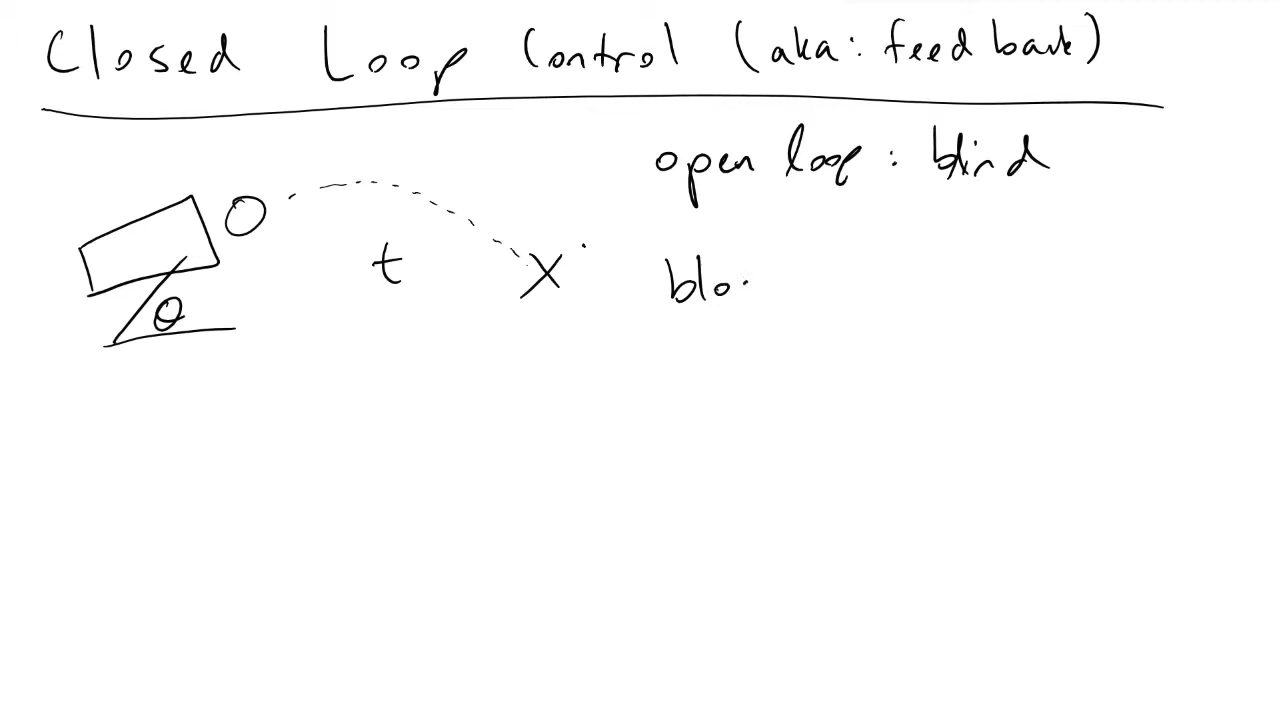 Closed Loop Control (aka: feedback)
open loop : blind
t X blo
θ